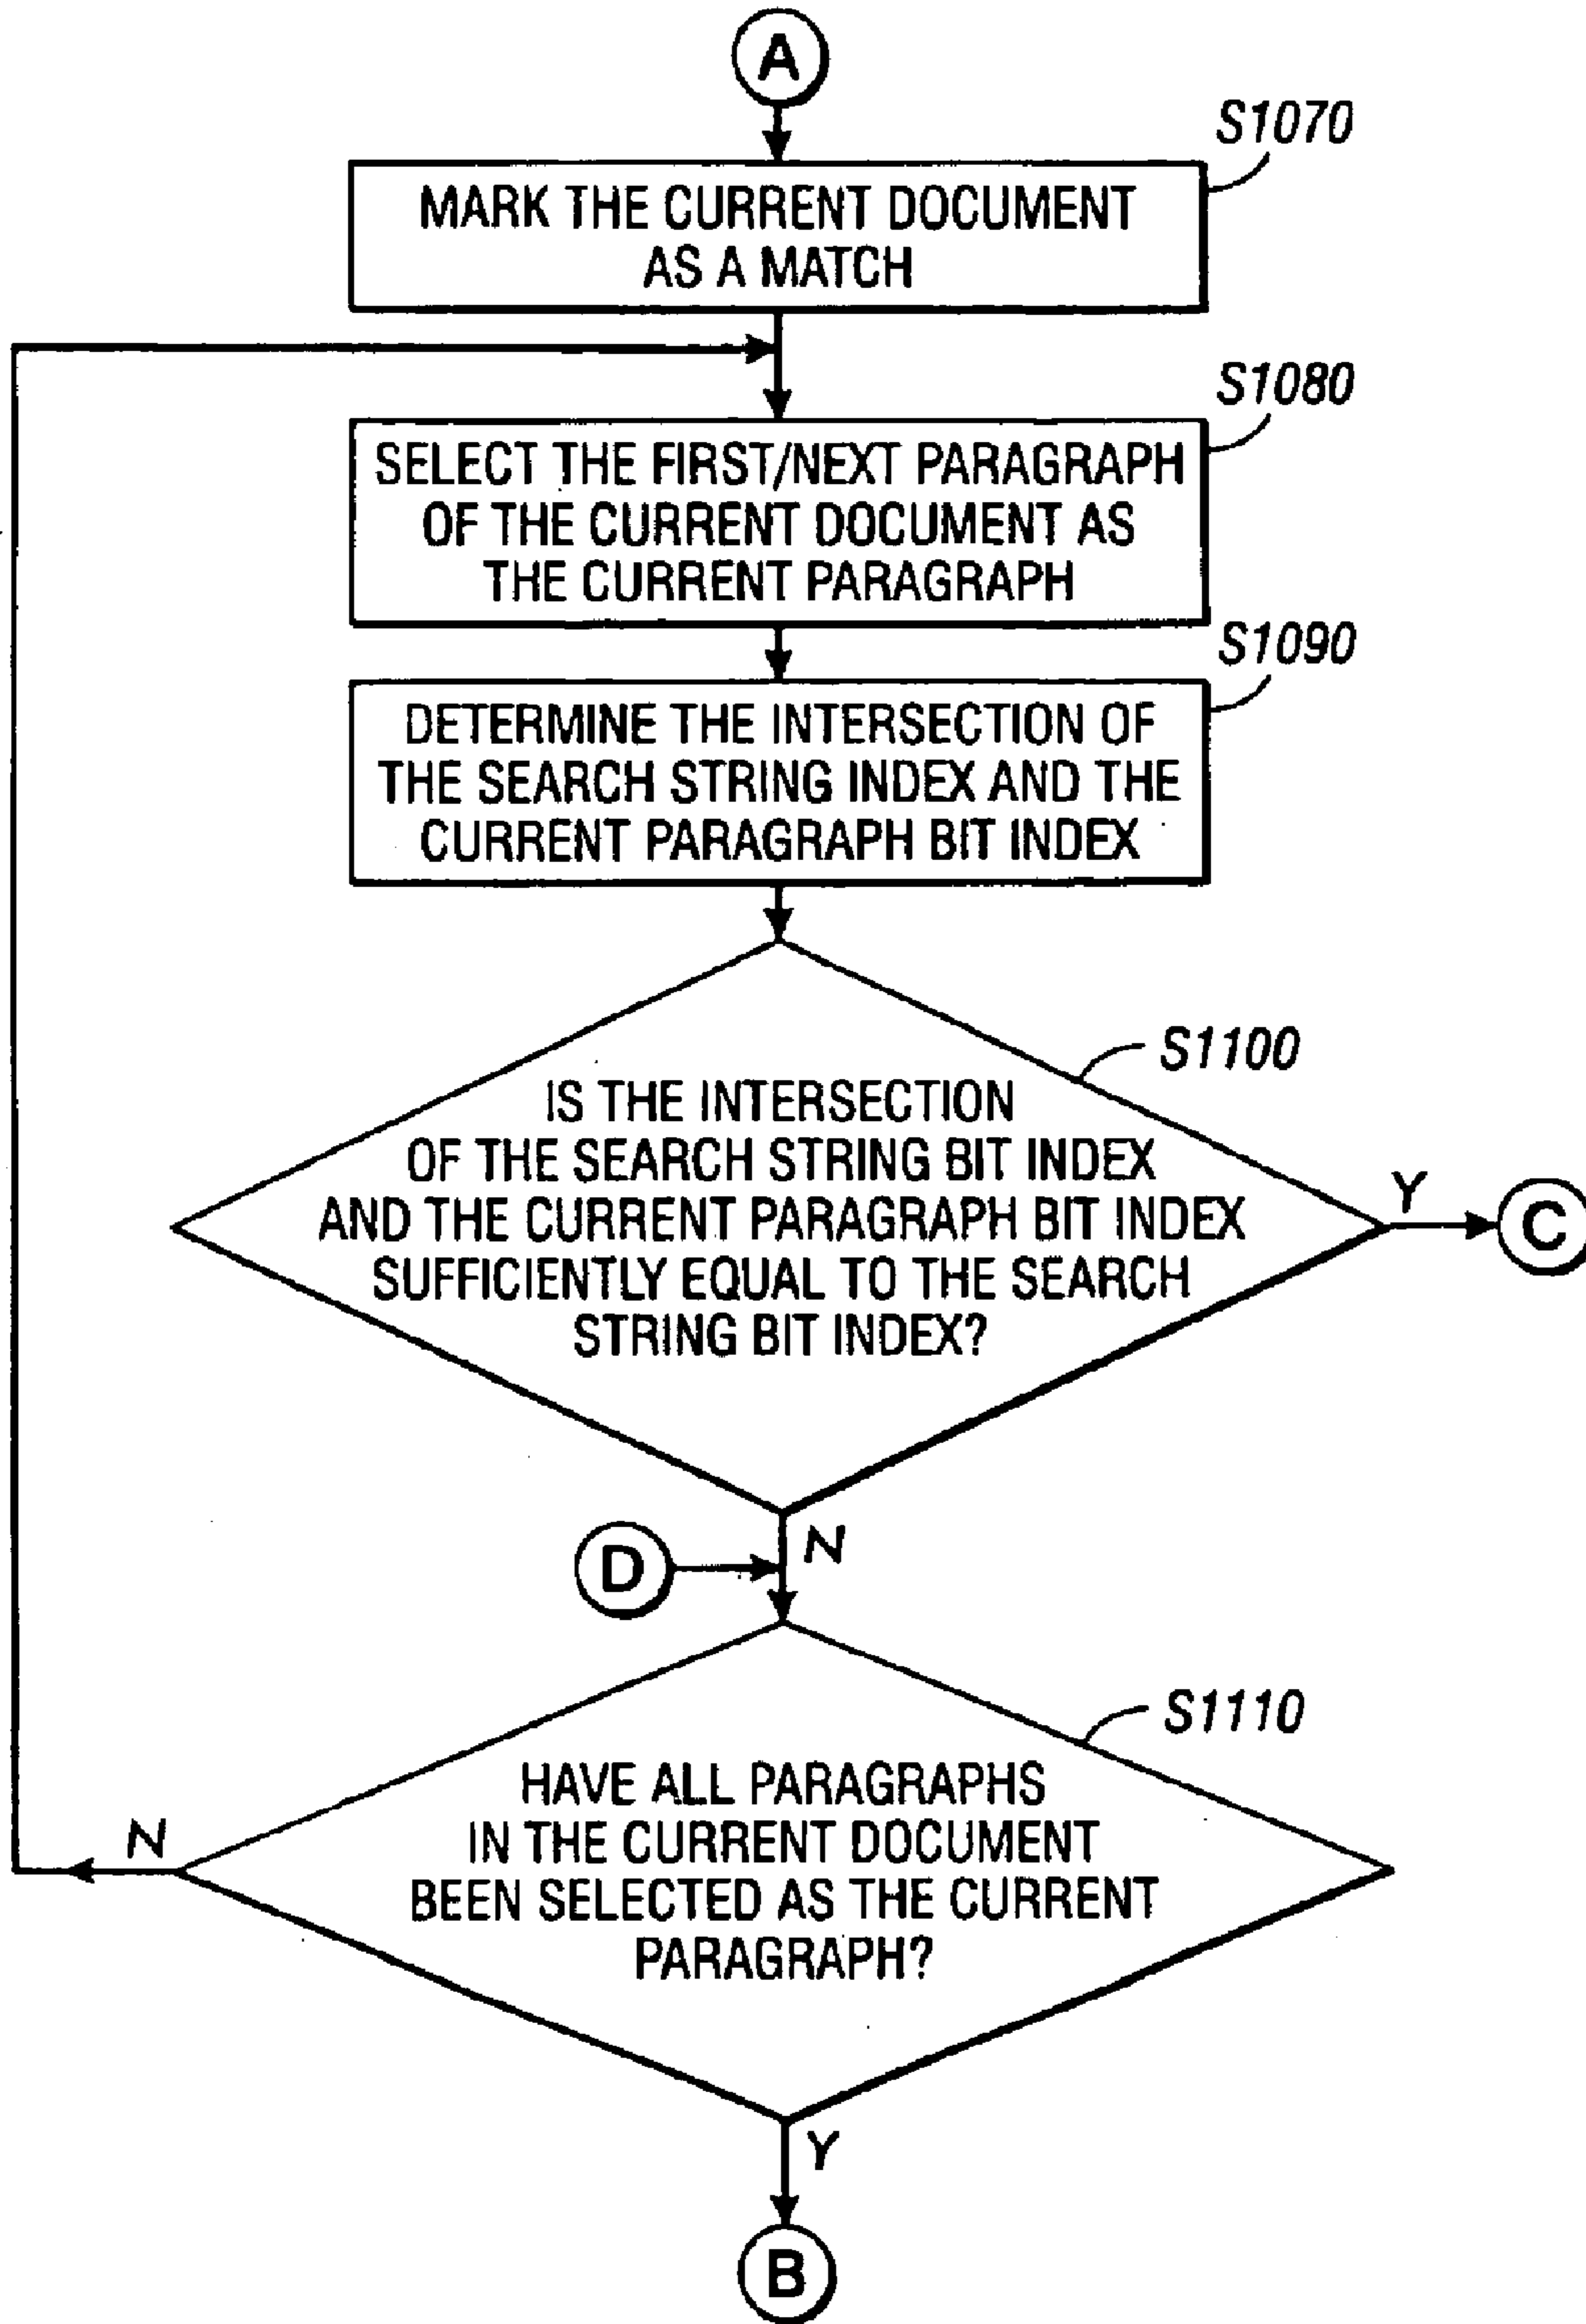 A
S1070
MARK THE CURRENT DOCUMENT
AS A MATCH
S1080
SELECT THE FIRST/NEXT PARAGRAPH
OF THE CURRENT DOCUMENT AS
THE CURRENT PARAGRAPH
S1090
DETERMINE THE INTERSECTION OF
THE SEARCH STRING INDEX AND THE
CURRENT PARAGRAPH BIT INDEX
S1100
IS THE INTERSECTION
OF THE SEARCH STRING BIT INDEX
AND THE CURRENT PARAGRAPH BIT INDEX
SUFFICIENTLY EQUAL TO THE SEARCH
STRING BIT INDEX?
Y
C
N
D
S1110
HAVE ALL PARAGRAPHS
IN THE CURRENT DOCUMENT
BEEN SELECTED AS THE CURRENT
PARAGRAPH?
N
Y
B